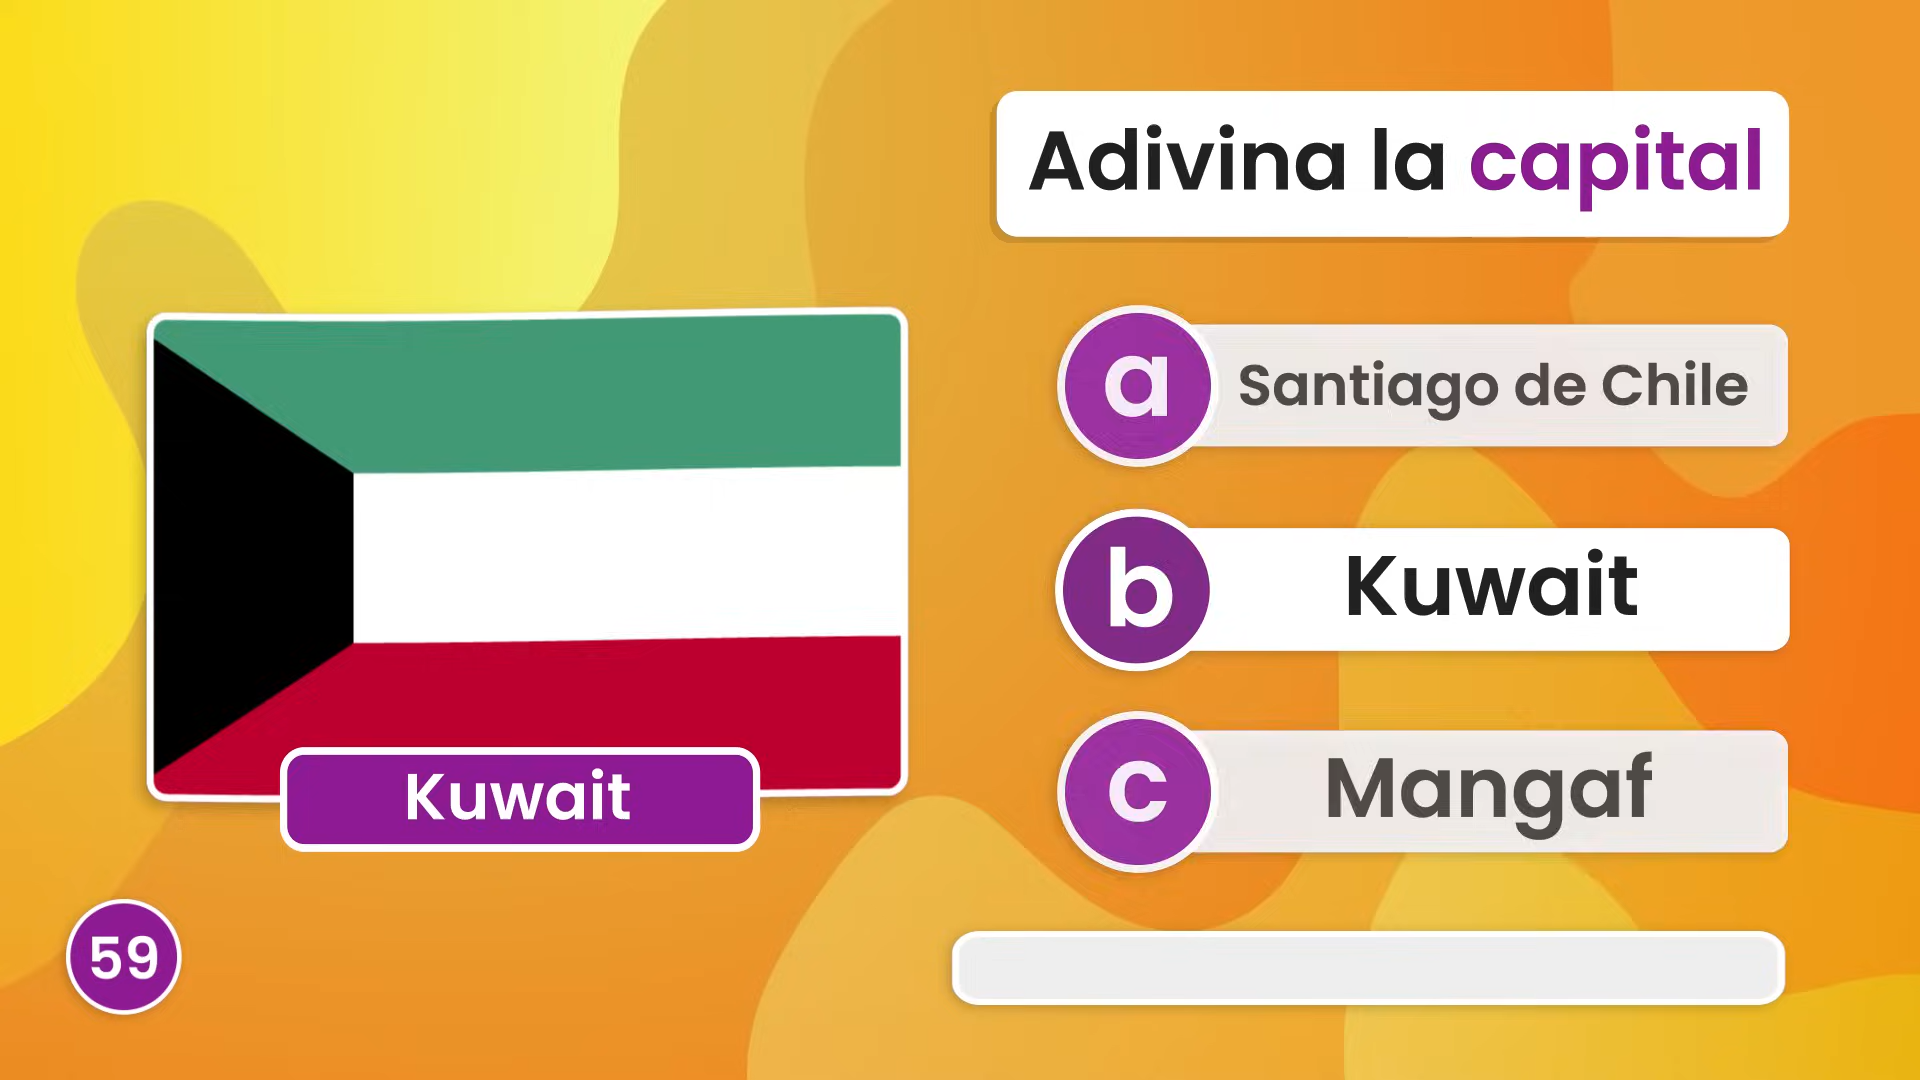 Adivina la capital
a Santiago de Chile
b Kuwait
c Mangaf
Kuwait
59